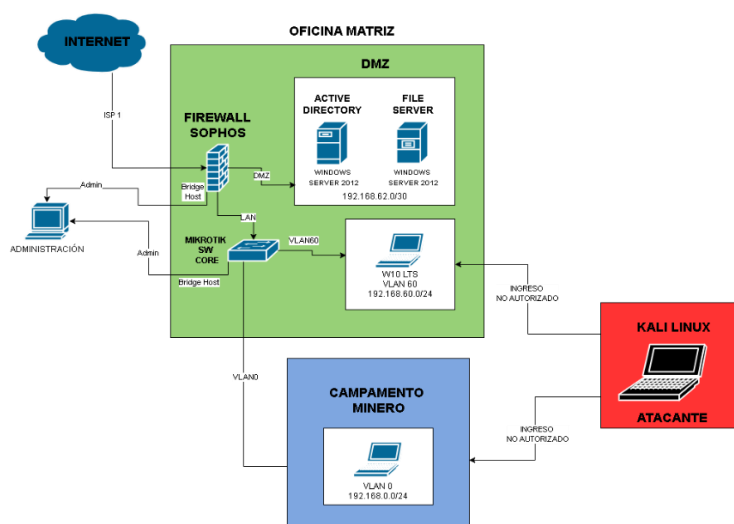 OFICINA MATRIZ
INTERNET
DMZ
ACTIVE
DIRECTORY
FILE
SERVER
ISP 1
FIREWALL
SOPHOS
WINDOWS
SERVER 2012
WINDOWS
SERVER 2012
DMZ
192.168.62.0/30
Admin
Bridge
Host
LAN
ADMINISTRACIÓN
MIKROTIK
SW
CORE
VLAN60
Admin
Bridge Host
W10 LTS
VLAN 60
192.168.60.0/24
INGRESO
NO AUTORIZADO
KALI LINUX
ATACANTE
VLAN0
CAMPAMENTO
MINERO
INGRESO
NO AUTORIZADO
VLAN 0
192.168.0.0/24